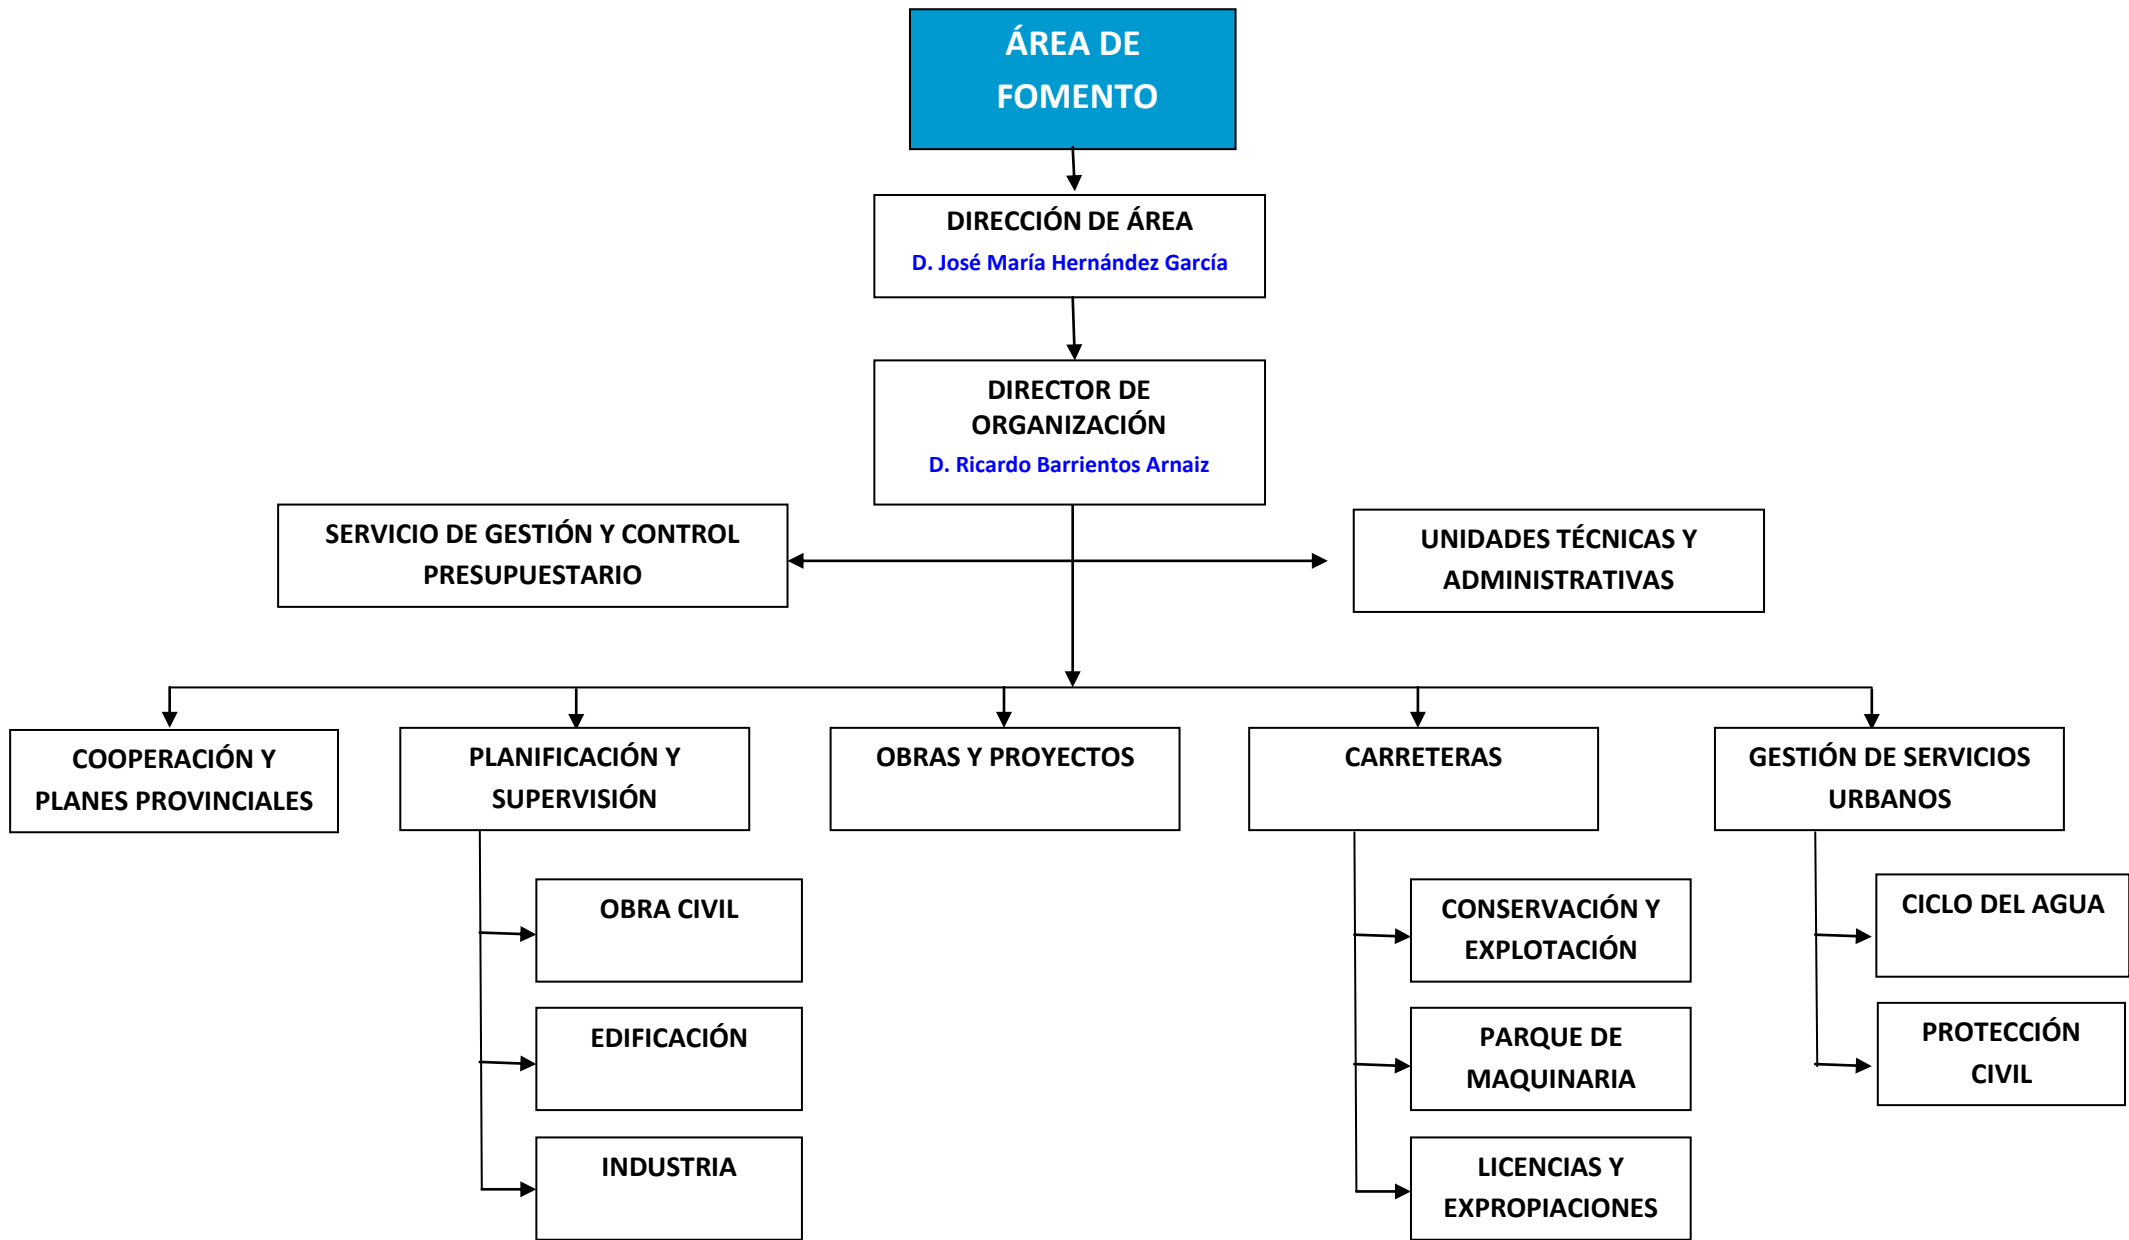 ÁREA DE
FOMENTO
DIRECCIÓN DE ÁREA
D. José María Hernández García
DIRECTOR DE
ORGANIZACIÓN
D. Ricardo Barrientos Arnaiz
SERVICIO DE GESTIÓN Y CONTROL
PRESUPUESTARIO
UNIDADES TÉCNICAS Y
ADMINISTRATIVAS
COOPERACIÓN Y
PLANES PROVINCIALES
PLANIFICACIÓN Y
SUPERVISIÓN
OBRAS Y PROYECTOS
CARRETERAS
GESTIÓN DE SERVICIOS
URBANOS
OBRA CIVIL
EDIFICACIÓN
INDUSTRIA
CONSERVACIÓN Y
EXPLOTACIÓN
PARQUE DE
MAQUINARIA
LICENCIAS Y
EXPROPIACIONES
CICLO DEL AGUA
PROTECCIÓN
CIVIL